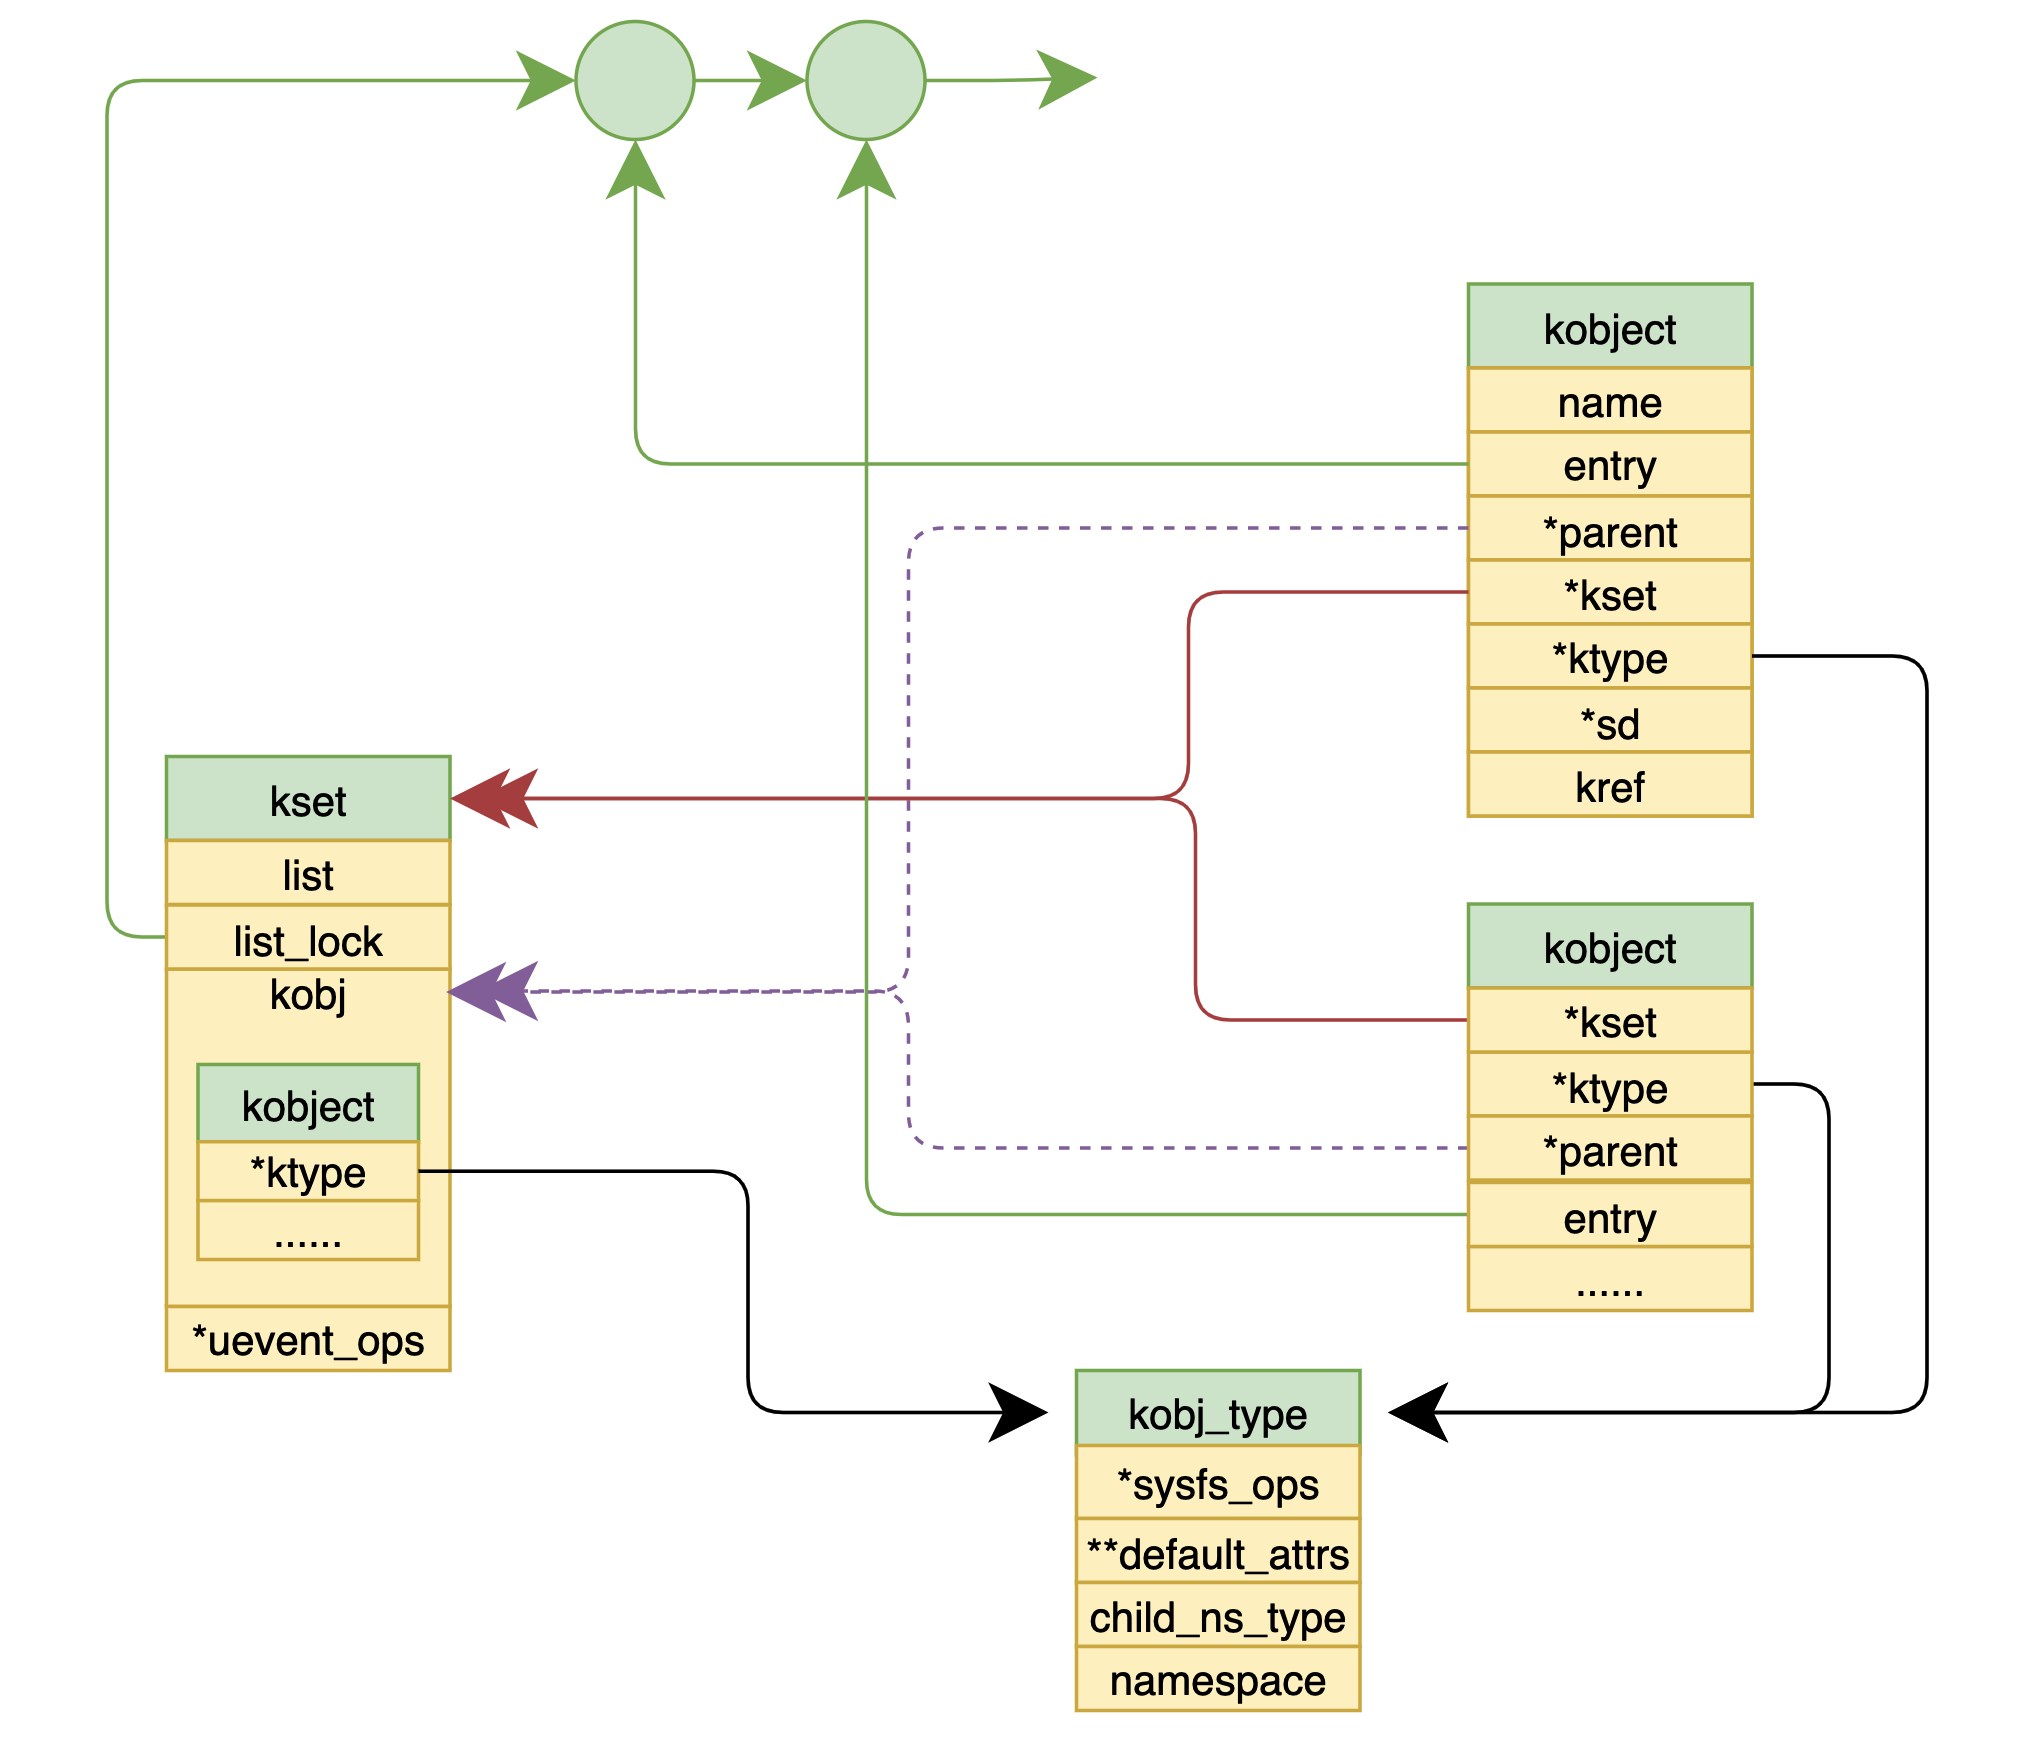 kobject
name
entry
*parent
*kset
*ktype
*sd
kref
kset
list
list_lock
kobj
kobject
*ktype
......
*uevent_ops
kobject
*kset
*ktype
*parent
entry
......
kobj_type
*sysfs_ops
**default_attrs
child_ns_type
namespace